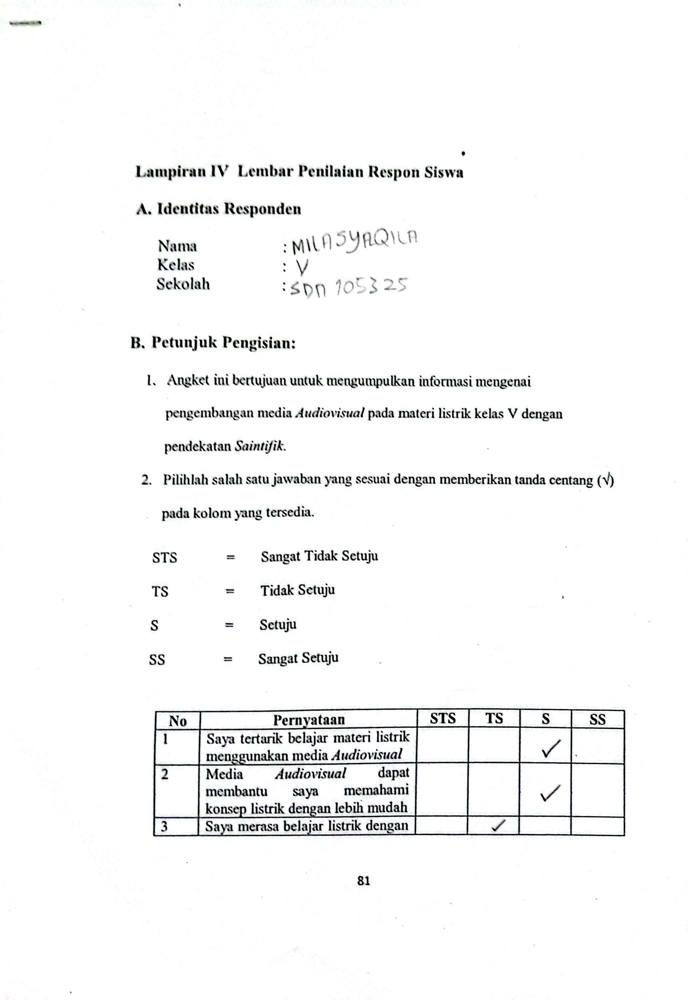 Lampiran IV Lembar Penilaian Respon Siswa
A. Identitas Responden
Nama : MILASYAQILA
Kelas : V
Sekolah : SDN 105325
B. Petunjuk Pengisian:
1. Angket ini bertujuan untuk mengumpulkan informasi mengenai
pengembangan media Audiovisual pada materi listrik kelas V dengan
pendekatan Saintifik.
2. Pilihlah salah satu jawaban yang sesuai dengan memberikan tanda centang (√)
pada kolom yang tersedia.
STS = Sangat Tidak Setuju
TS = Tidak Setuju
S = Setuju
SS = Sangat Setuju
No Pernyataan STS TS S SS
1 Saya tertarik belajar materi listrik
menggunakan media Audiovisual ✓
2 Media Audiovisual dapat
membantu saya memahami ✓
konsep listrik dengan lebih mudah
3 Saya merasa belajar listrik dengan ✓
81